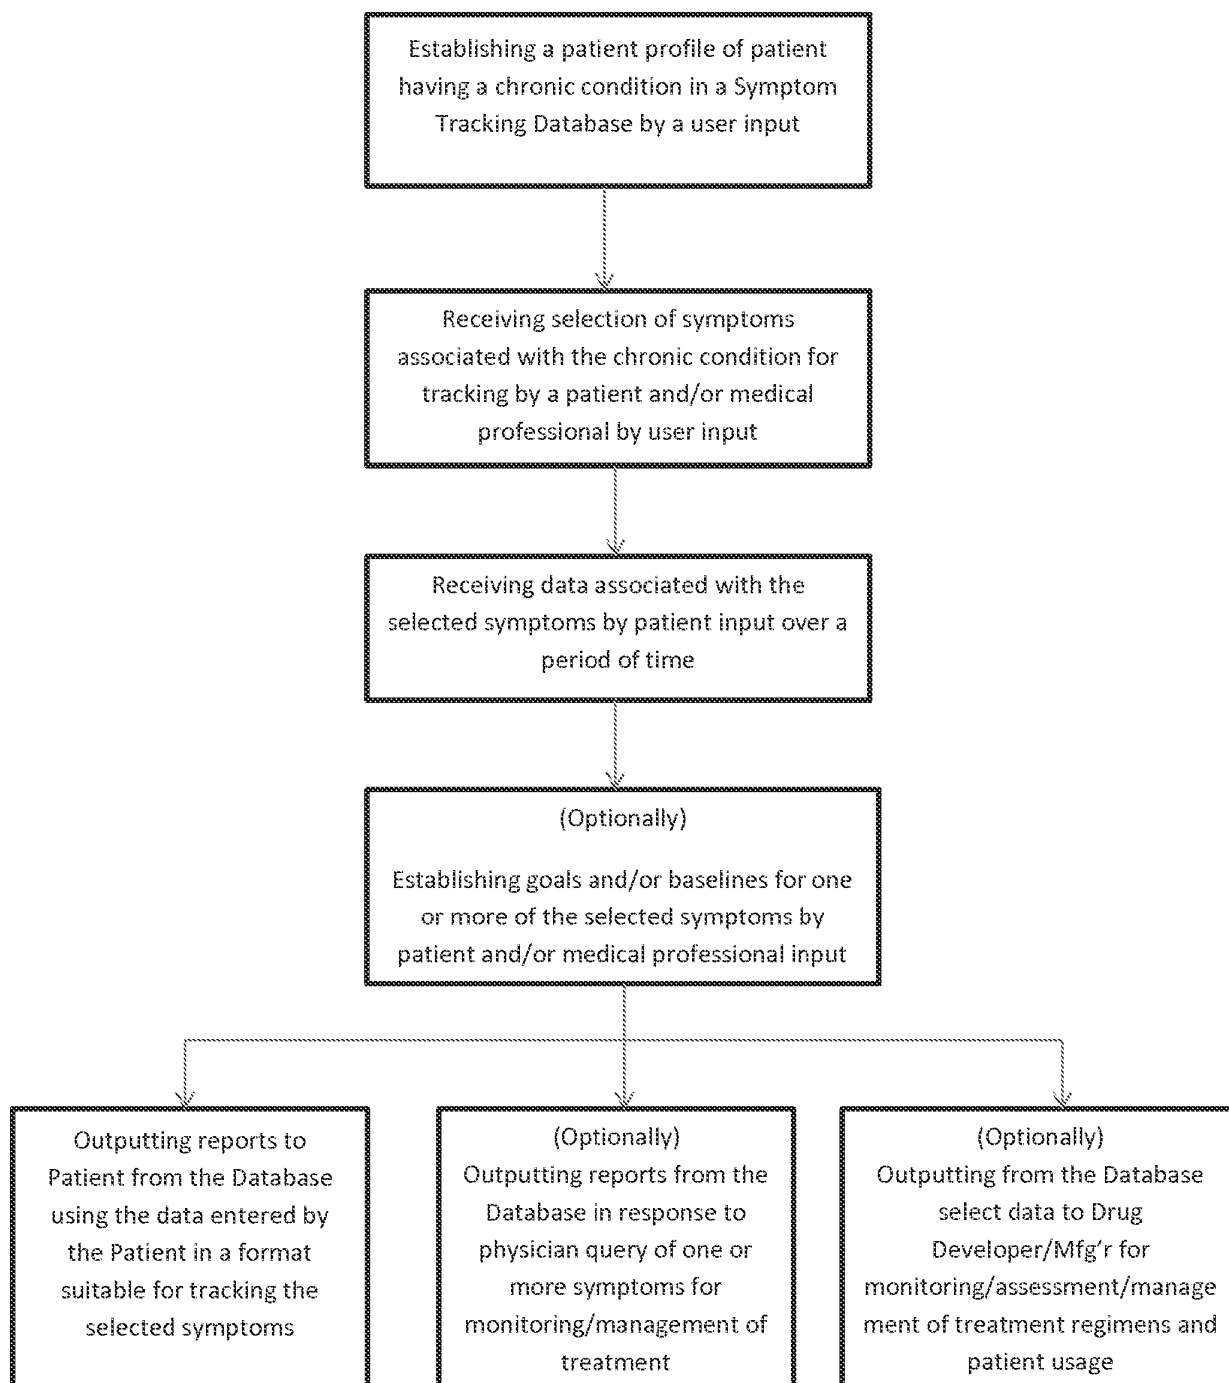 Establishing a patient profile of patient
having a chronic condition in a Symptom
Tracking Database by a user input
Receiving selection of symptoms
associated with the chronic condition for
tracking by a patient and/or medical
professional by user input
Receiving data associated with the
selected symptoms by patient input over a
period of time
(Optionally)
Establishing goals and/or baselines for one
or more of the selected symptoms by
patient and/or medical professional input
Outputting reports to
Patient from the Database
using the data entered by
the Patient in a format
suitable for tracking the
selected symptoms
(Optionally)
Outputting reports from the
Database in response to
physician query of one or
more symptoms for
monitoring/management of
treatment
(Optionally)
Outputting from the Database
select data to Drug
Developer/Mfg'r for
monitoring/assessment/manage
ment of treatment regimens and
patient usage